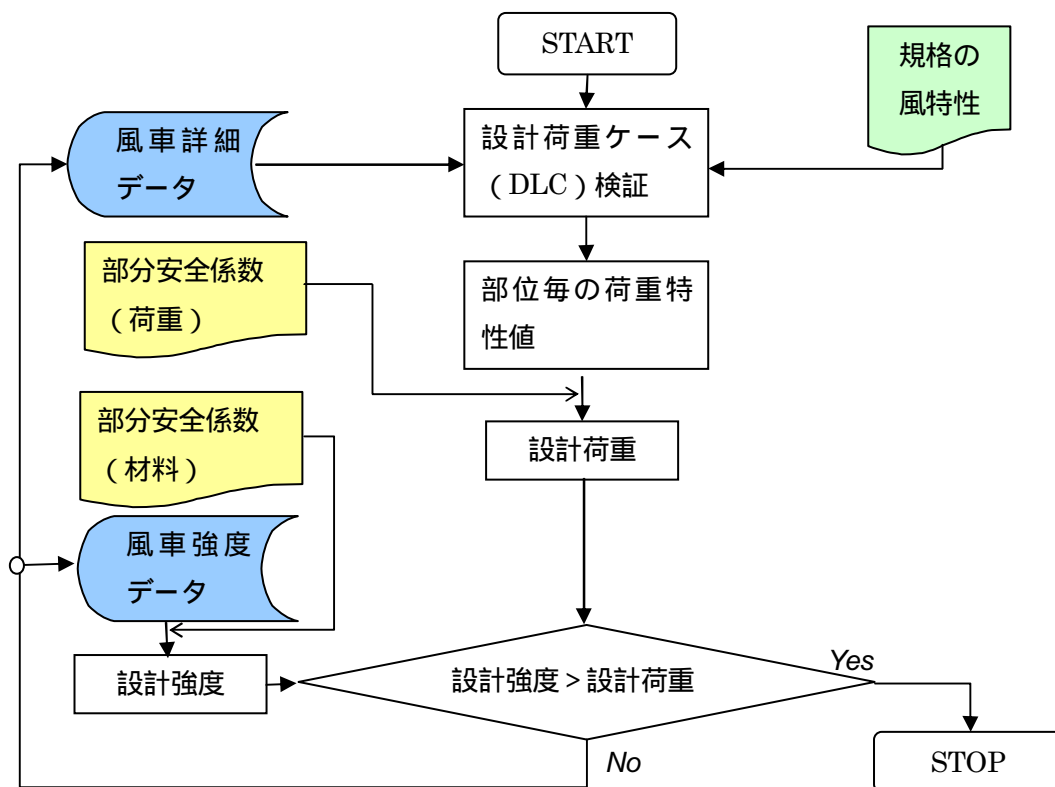 START
規格の
風特性
風車詳細
データ
設計荷重ケース
（DLC）検証
部分安全係数
（荷重）
部位毎の荷重特
性値
部分安全係数
（材料）
設計荷重
風車強度
データ
設計強度
設計強度 > 設計荷重
Yes
No
STOP